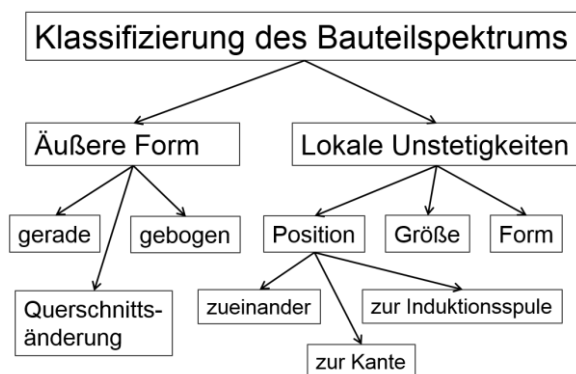 Klassifizierung des Bauteilspektrums
Äußere Form
Lokale Unstetigkeiten
gerade
gebogen
Position
Größe
Form
Querschnitts-
änderung
zueinander
zur Induktionsspule
zur Kante